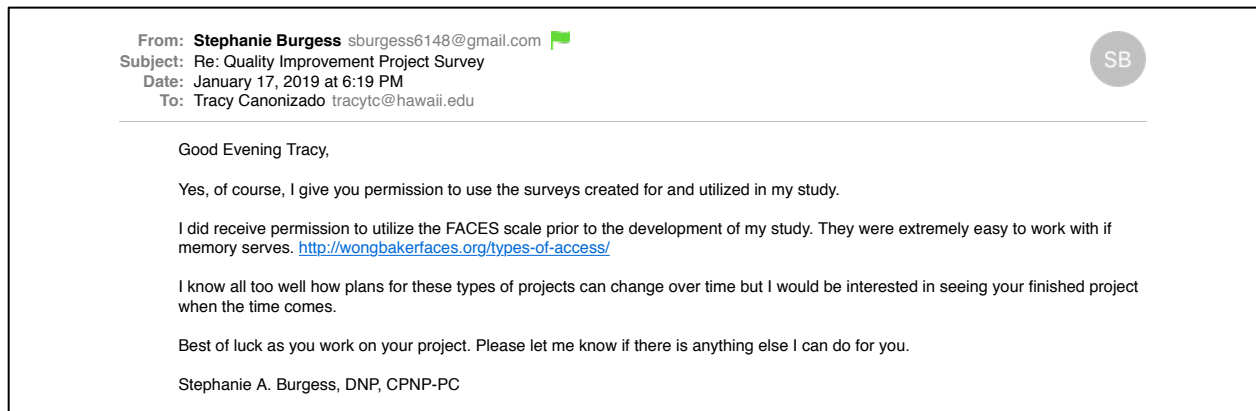 From: Stephanie Burgess sburgess6148@gmail.com
Subject: Re: Quality Improvement Project Survey
Date: January 17, 2019 at 6:19 PM
To: Tracy Canonizado tracytc@hawaii.edu
SB
Good Evening Tracy,
Yes, of course, I give you permission to use the surveys created for and utilized in my study.
I did receive permission to utilize the FACES scale prior to the development of my study. They were extremely easy to work with if
memory serves. http://wongbakerfaces.org/types-of-access/
I know all too well how plans for these types of projects can change over time but I would be interested in seeing your finished project
when the time comes.
Best of luck as you work on your project. Please let me know if there is anything else I can do for you.
Stephanie A. Burgess, DNP, CPNP-PC